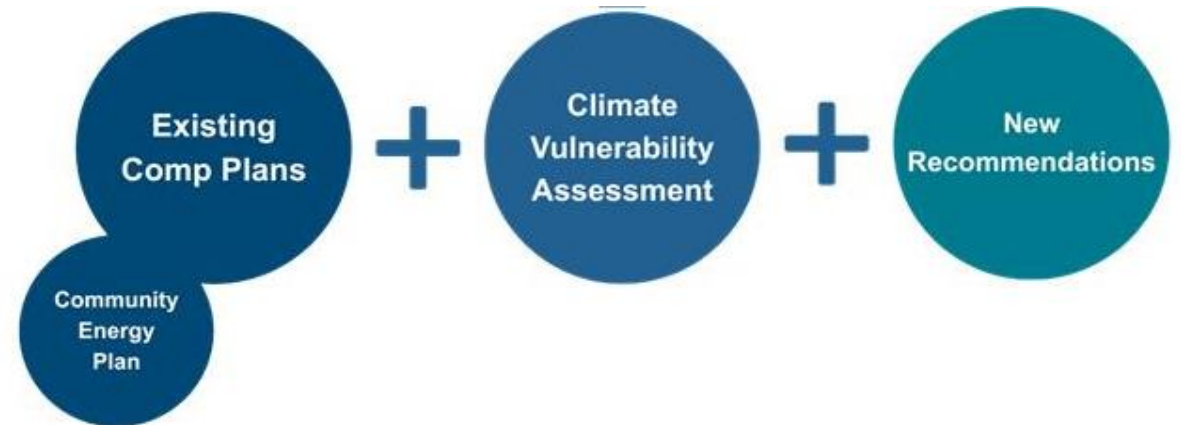 Existing
Comp Plans
Climate
Vulnerability
Assessment
New
Recommendations
Community
Energy
Plan